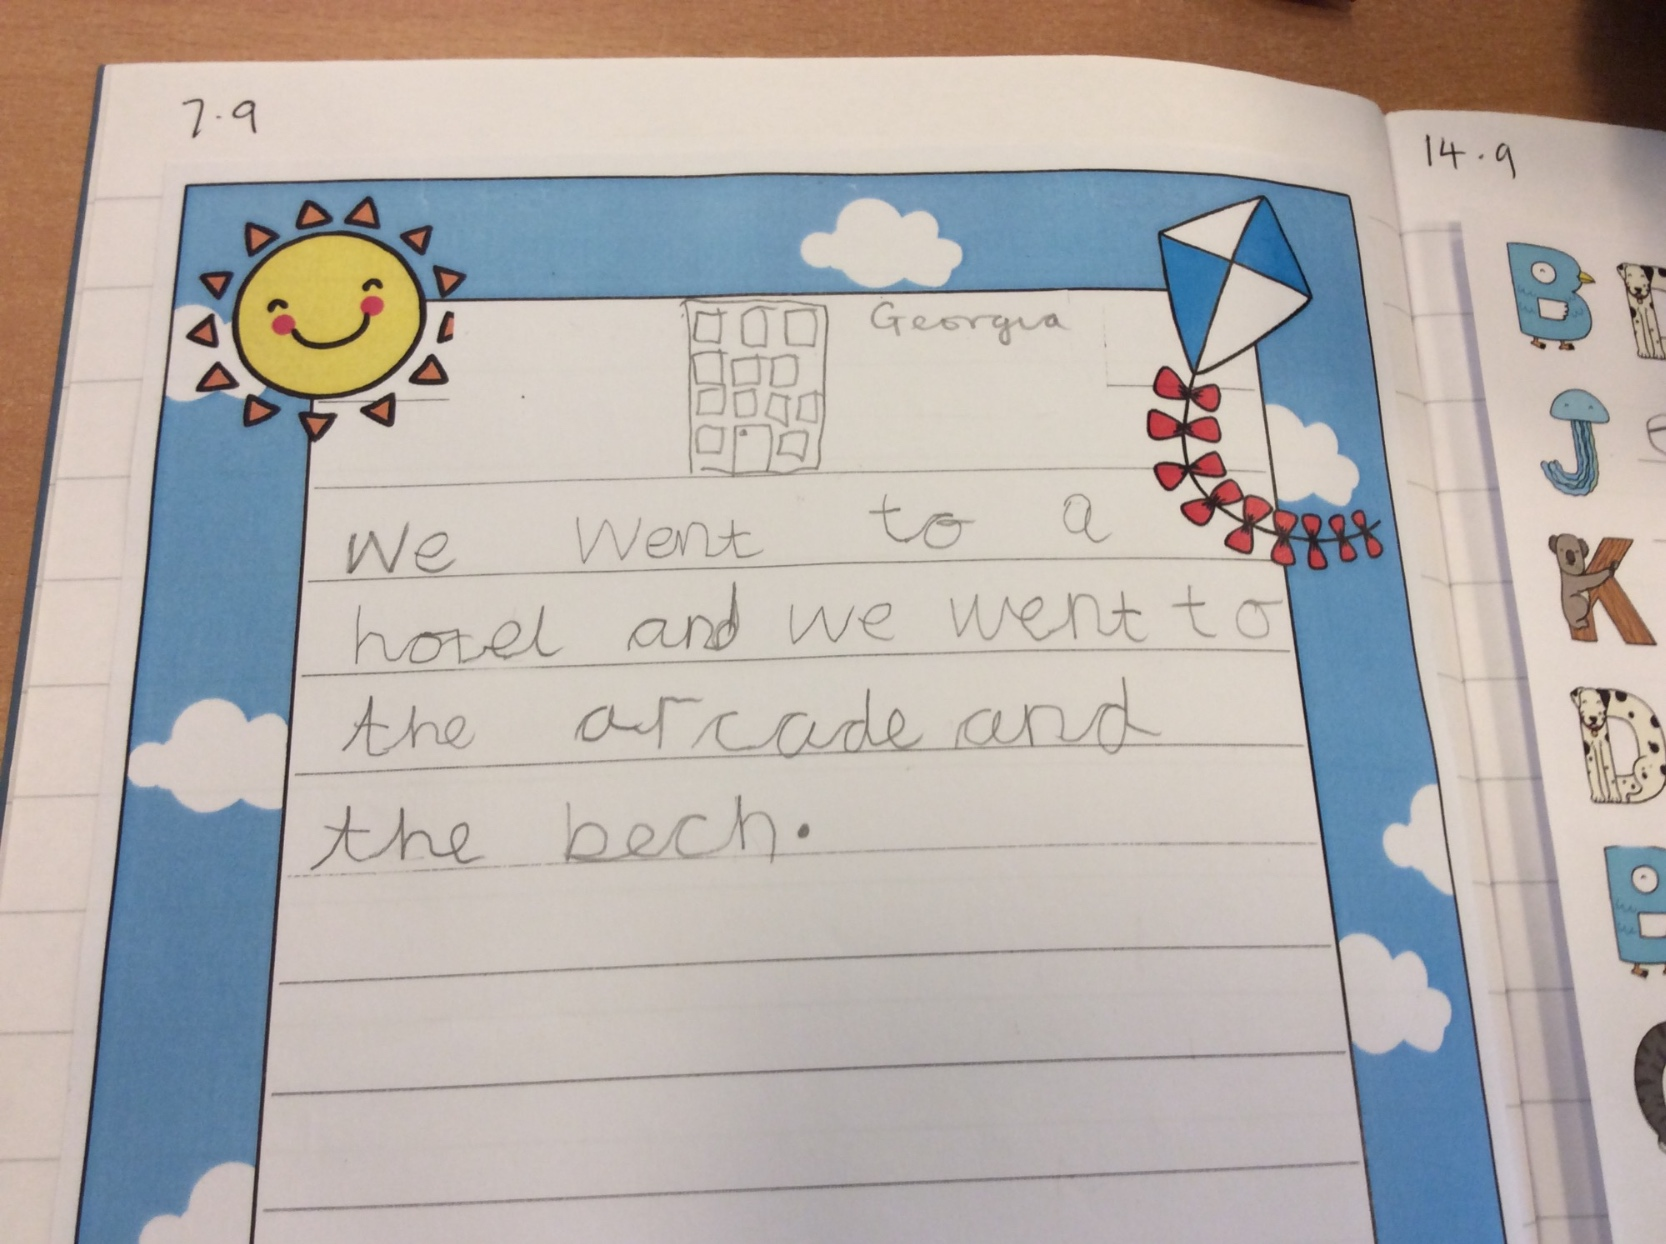 7.9
14.9
Georgia
We Went to a
hotel and we went to
the arcade and
the bech.